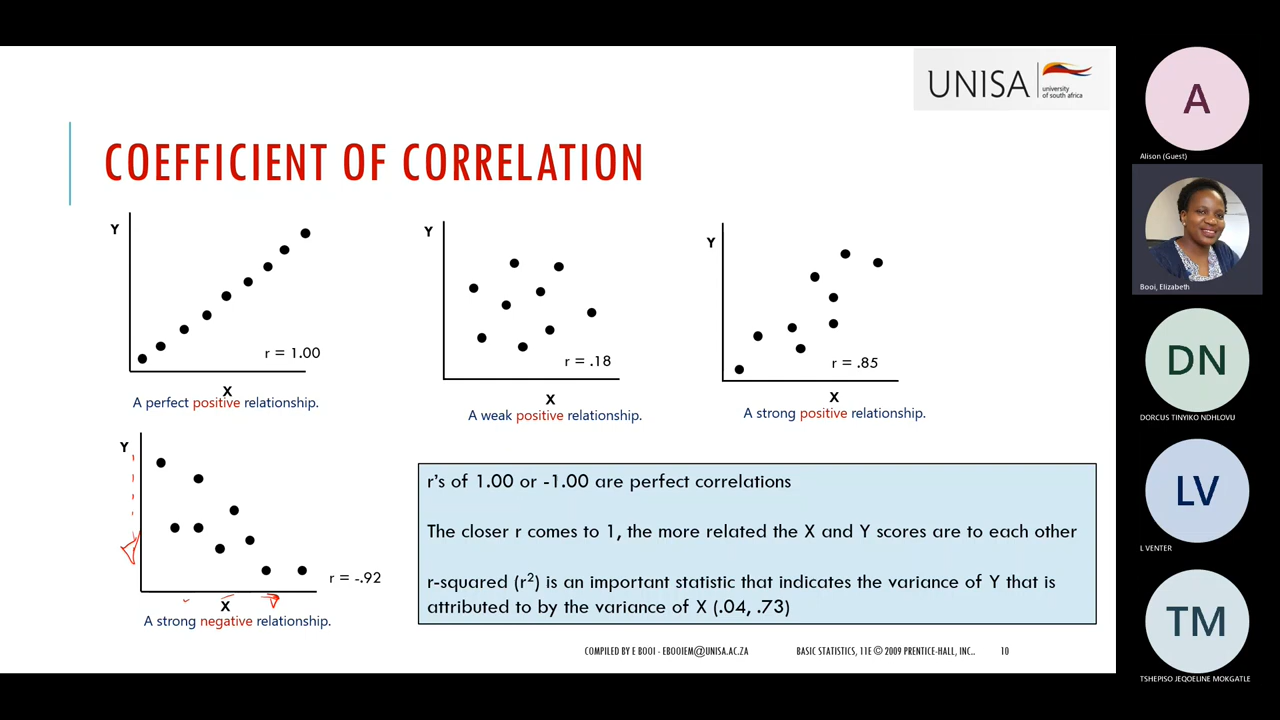 UNISA
university
of south africa
COEFFICIENT OF CORRELATION
Y
r = 1.00
X
A perfect positive relationship.
Y
r = .18
X
A weak positive relationship.
Y
r = .85
X
A strong positive relationship.
Y
r = -.92
X
A strong negative relationship.
r's of 1.00 or -1.00 are perfect correlations
The closer r comes to 1, the more related the X and Y scores are to each other
r-squared (r²) is an important statistic that indicates the variance of Y that is
attributed to by the variance of X (.04, .73)
COMPILED BY E BOOI - EBOOIEM@UNISA.AC.ZA
BASIC STATISTICS, 11E © 2009 PRENTICE-HALL, INC..
10
A
Alison (Guest)
Booi, Elizabeth
DN
DORCUS TINYIKO NDHLOVU
LV
L VENTER
TM
TSHEPISO JEQOELINE MOKGATLE